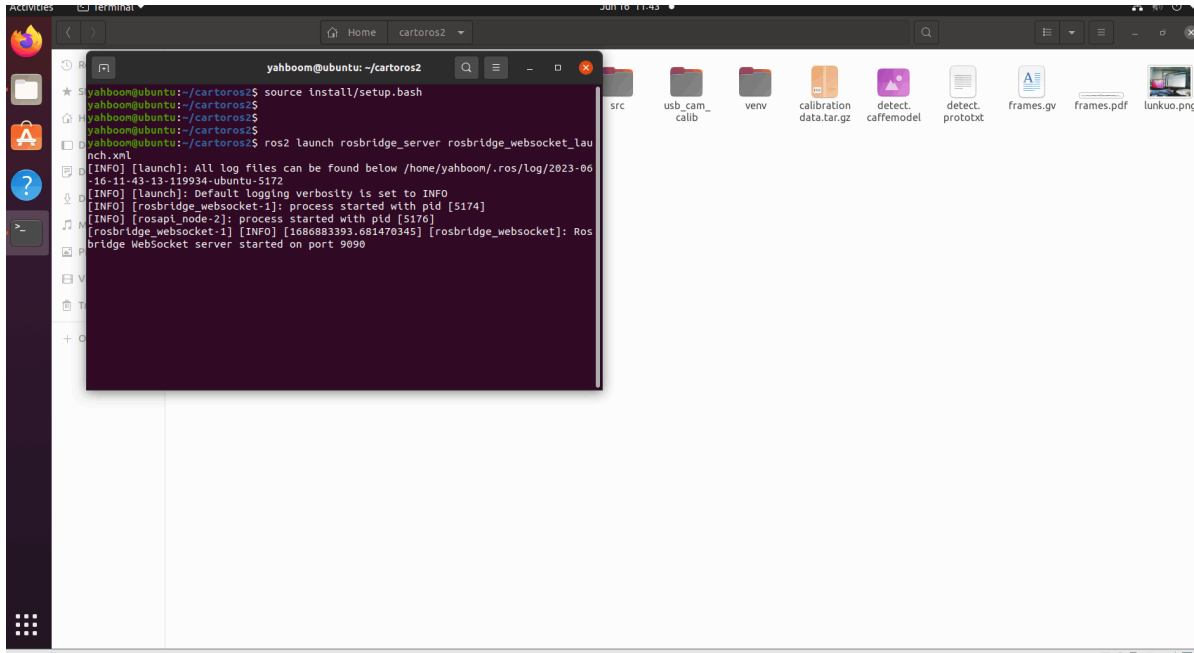 Activities
Terminal
Jun 16 11:43
Home
cartoros2
yahboom@ubuntu: ~/cartoros2
yahboom@ubuntu:~/cartoros2$ source install/setup.bash
yahboom@ubuntu:~/cartoros2$
yahboom@ubuntu:~/cartoros2$
yahboom@ubuntu:~/cartoros2$
yahboom@ubuntu:~/cartoros2$ ros2 launch rosbridge_server rosbridge_websocket_lau
nch.xml
[INFO] [launch]: All log files can be found below /home/yahboom/.ros/log/2023-06
-16-11-43-13-119934-ubuntu-5172
[INFO] [launch]: Default logging verbosity is set to INFO
[INFO] [rosbridge_websocket-1]: process started with pid [5174]
[INFO] [rosapi_node-2]: process started with pid [5176]
[rosbridge_websocket-1] [INFO] [1686883393.681470345] [rosbridge_websocket]: Ros
bridge WebSocket server started on port 9090
src
usb_cam_
calib
venv
calibration
data.tar.gz
detect.
caffemodel
detect.
prototxt
frames.gv
frames.pdf
lunkuo.png